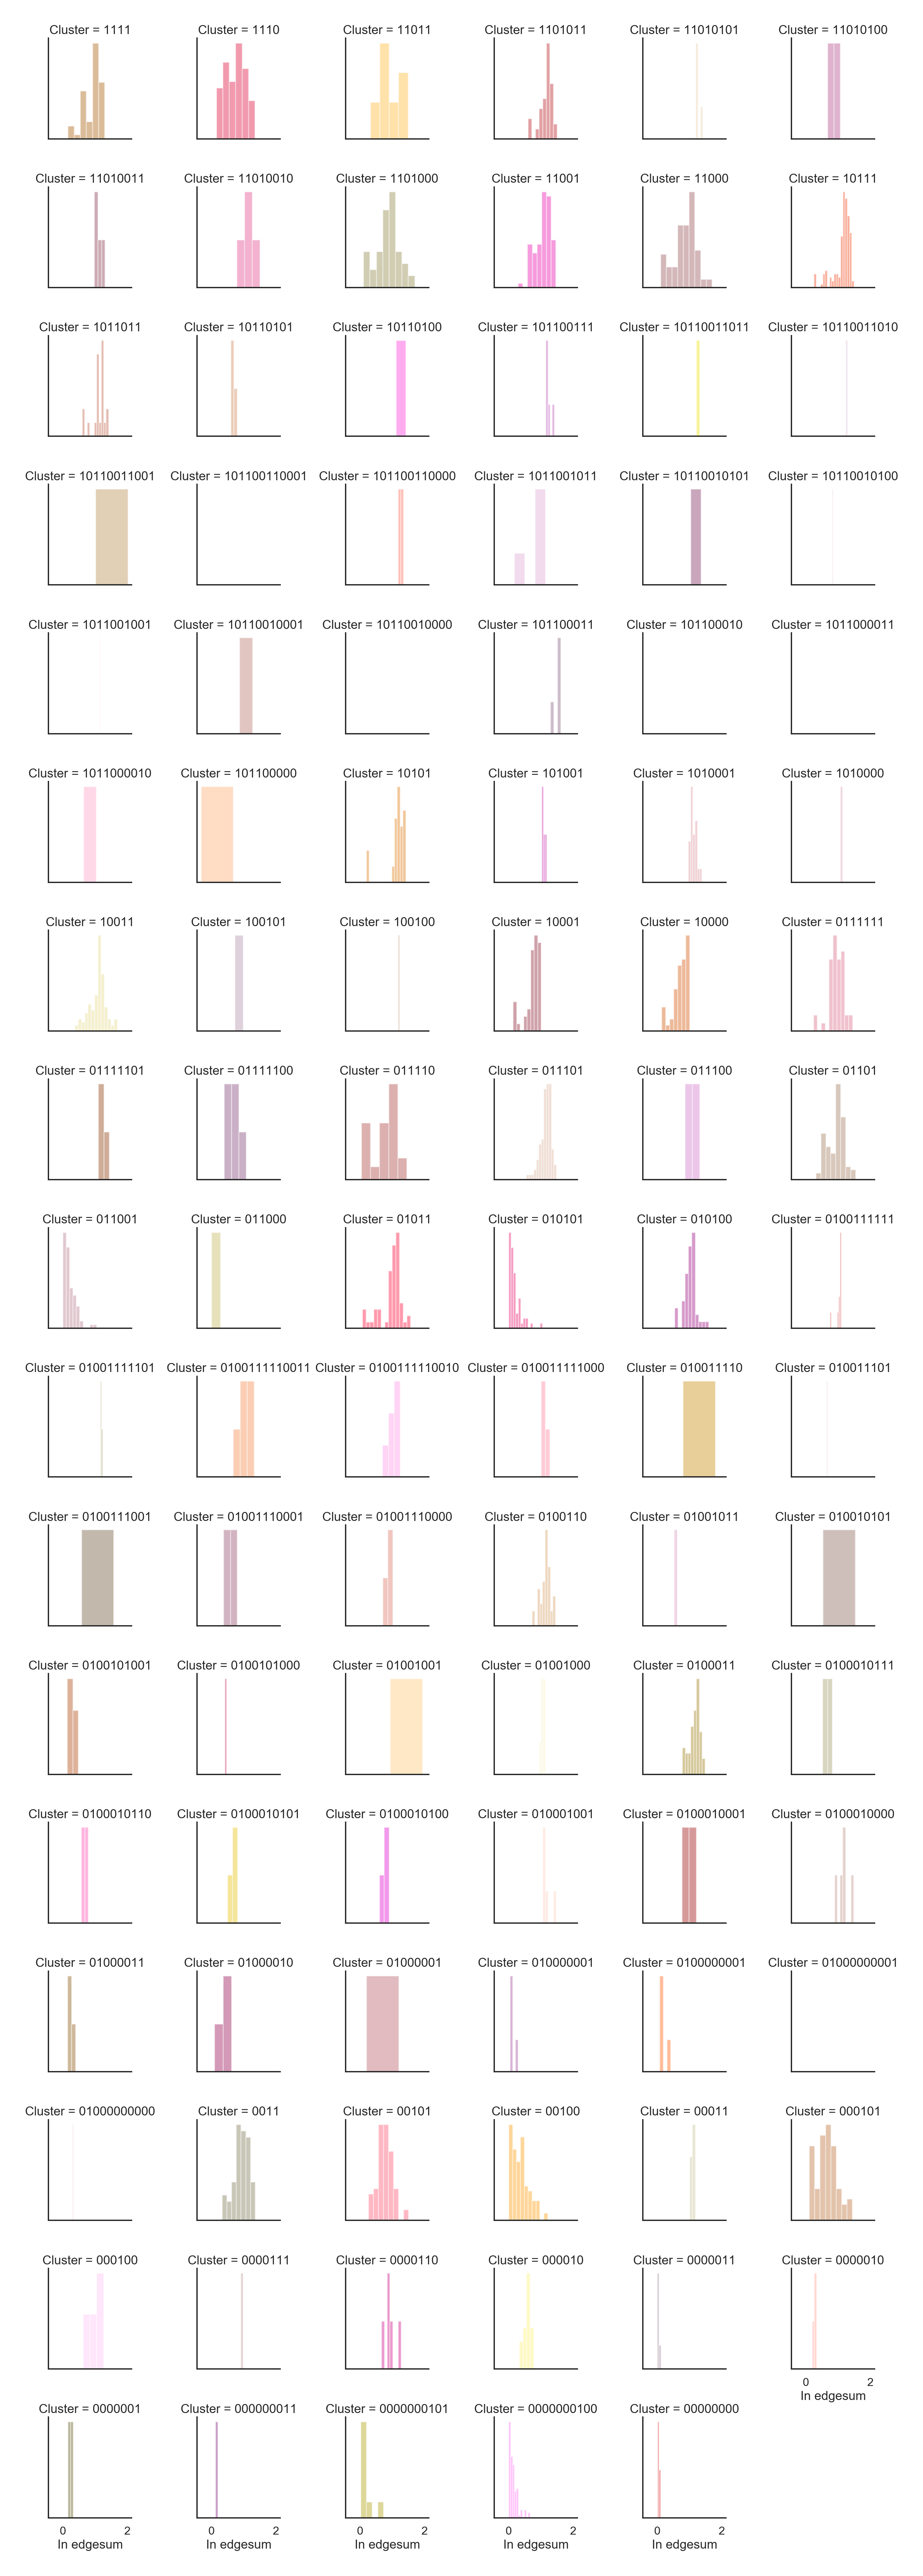 Cluster = 1111
Cluster = 1110
Cluster = 11011
Cluster = 1101011
Cluster = 11010101
Cluster = 11010100
Cluster = 11010011
Cluster = 11010010
Cluster = 1101000
Cluster = 11001
Cluster = 11000
Cluster = 10111
Cluster = 1011011
Cluster = 10110101
Cluster = 10110100
Cluster = 101100111
Cluster = 10110011011
Cluster = 10110011010
Cluster = 10110011001
Cluster = 101100110001
Cluster = 101100110000
Cluster = 1011001011
Cluster = 10110010101
Cluster = 10110010100
Cluster = 1011001001
Cluster = 10110010001
Cluster = 10110010000
Cluster = 101100011
Cluster = 101100010
Cluster = 1011000011
Cluster = 1011000010
Cluster = 101100000
Cluster = 10101
Cluster = 101001
Cluster = 1010001
Cluster = 1010000
Cluster = 10011
Cluster = 100101
Cluster = 100100
Cluster = 10001
Cluster = 10000
Cluster = 0111111
Cluster = 01111101
Cluster = 01111100
Cluster = 011110
Cluster = 011101
Cluster = 011100
Cluster = 01101
Cluster = 011001
Cluster = 011000
Cluster = 01011
Cluster = 010101
Cluster = 010100
Cluster = 0100111111
Cluster = 01001111101
Cluster = 0100111110011
Cluster = 0100111110010
Cluster = 010011111000
Cluster = 010011110
Cluster = 010011101
Cluster = 0100111001
Cluster = 01001110001
Cluster = 01001110000
Cluster = 0100110
Cluster = 01001011
Cluster = 010010101
Cluster = 0100101001
Cluster = 0100101000
Cluster = 01001001
Cluster = 01001000
Cluster = 0100011
Cluster = 0100010111
Cluster = 0100010110
Cluster = 0100010101
Cluster = 0100010100
Cluster = 010001001
Cluster = 0100010001
Cluster = 0100010000
Cluster = 01000011
Cluster = 01000010
Cluster = 01000001
Cluster = 010000001
Cluster = 0100000001
Cluster = 01000000001
Cluster = 01000000000
Cluster = 0011
Cluster = 00101
Cluster = 00100
Cluster = 00011
Cluster = 000101
Cluster = 000100
Cluster = 0000111
Cluster = 0000110
Cluster = 000010
Cluster = 0000011
Cluster = 0000010
0 2
In edgesum
Cluster = 0000001
Cluster = 000000011
Cluster = 0000000101
Cluster = 0000000100
Cluster = 00000000
0 2
In edgesum
0 2
In edgesum
0 2
In edgesum
0 2
In edgesum
0 2
In edgesum